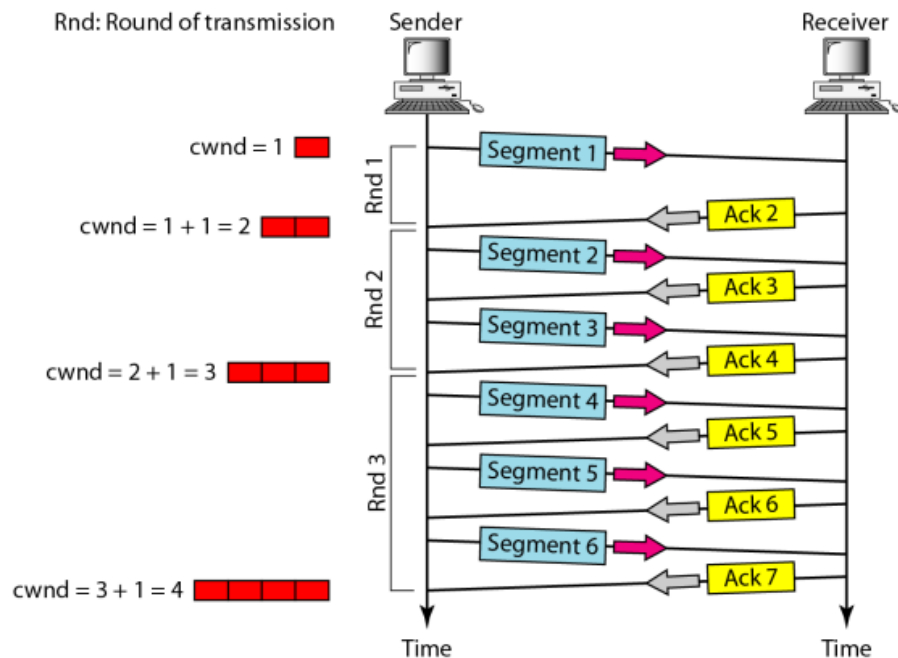 Rnd: Round of transmission
Sender
Receiver
cwnd = 1
Rnd 1
Segment 1
Ack 2
cwnd = 1 + 1 = 2
Rnd 2
Segment 2
Ack 3
Segment 3
Ack 4
cwnd = 2 + 1 = 3
Rnd 3
Segment 4
Ack 5
Segment 5
Ack 6
Segment 6
Ack 7
cwnd = 3 + 1 = 4
Time
Time